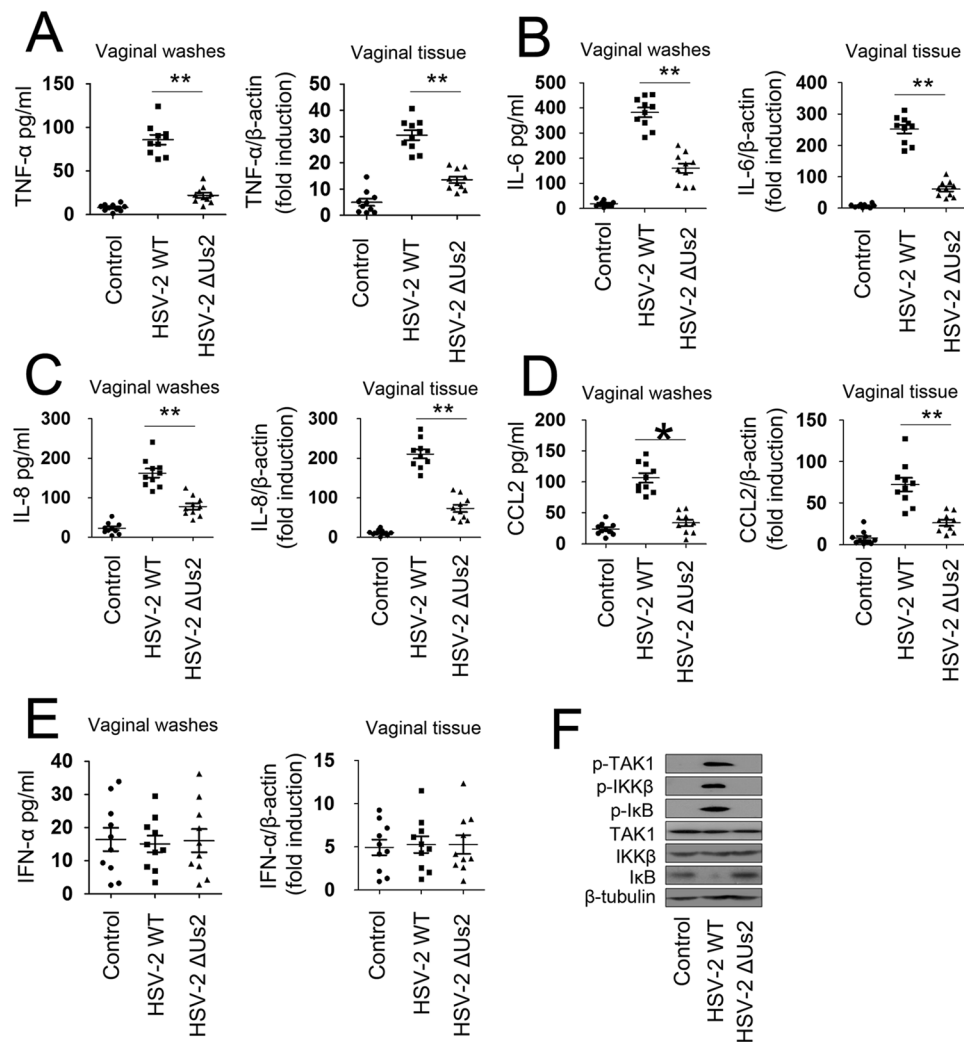 A
Vaginal washes
**
TNF-α pg/ml
150
100
50
0
Control
HSV-2 WT
HSV-2 ΔUs2
Vaginal tissue
**
TNF-α/β-actin
(fold induction)
50
40
30
20
10
0
Control
HSV-2 WT
HSV-2 ΔUs2
B
Vaginal washes
**
IL-6 pg/ml
500
400
300
200
100
0
Control
HSV-2 WT
HSV-2 ΔUs2
Vaginal tissue
**
IL-6/β-actin
(fold induction)
400
300
200
100
0
Control
HSV-2 WT
HSV-2 ΔUs2
C
Vaginal washes
**
IL-8 pg/ml
300
200
100
0
Control
HSV-2 WT
HSV-2 ΔUs2
Vaginal tissue
**
IL-8/β-actin
(fold induction)
300
200
100
0
Control
HSV-2 WT
HSV-2 ΔUs2
D
Vaginal washes
*
CCL2 pg/ml
200
150
100
50
0
Control
HSV-2 WT
HSV-2 ΔUs2
Vaginal tissue
**
CCL2/β-actin
(fold induction)
150
100
50
0
Control
HSV-2 WT
HSV-2 ΔUs2
E
Vaginal washes
IFN-α pg/ml
40
30
20
10
0
Control
HSV-2 WT
HSV-2 ΔUs2
Vaginal tissue
IFN-α/β-actin
(fold induction)
15
10
5
0
Control
HSV-2 WT
HSV-2 ΔUs2
F
p-TAK1
p-IKKβ
p-IκB
TAK1
IKKβ
IκB
β-tubulin
Control
HSV-2 WT
HSV-2 ΔUs2